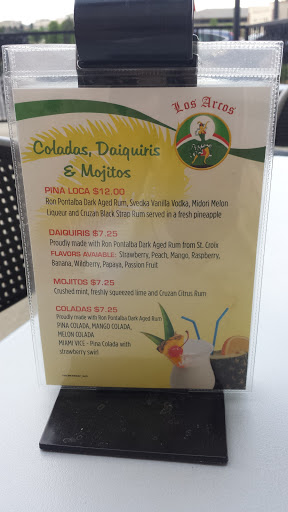 Los Arcos
Coladas, Daiquiris
& Mojitos
PINA LOCA $12.00
Ron Pontalba Dark Aged Rum, Svedka Vanilla Vodka, Midori Melon
Liqueur and Cruzan Black Strap Rum served in a fresh pineapple
DAIQUIRIS $7.25
Proudly made with Ron Pontalba Dark Aged Rum from St. Croix
FLAVORS AVAIABLE: Strawberry, Peach, Mango, Raspberry,
Banana, Wildberry, Papaya, Passion Fruit
MOJITOS $7.25
Crushed mint, freshly squeezed lime and Cruzan Citrus Rum
COLADAS $7.25
Proudly made with Ron Pontalba Dark Aged Rum
PINA COLADA, MANGO COLADA,
MELON COLADA
MIAMI VICE - Pina Colada with
strawberry swirl